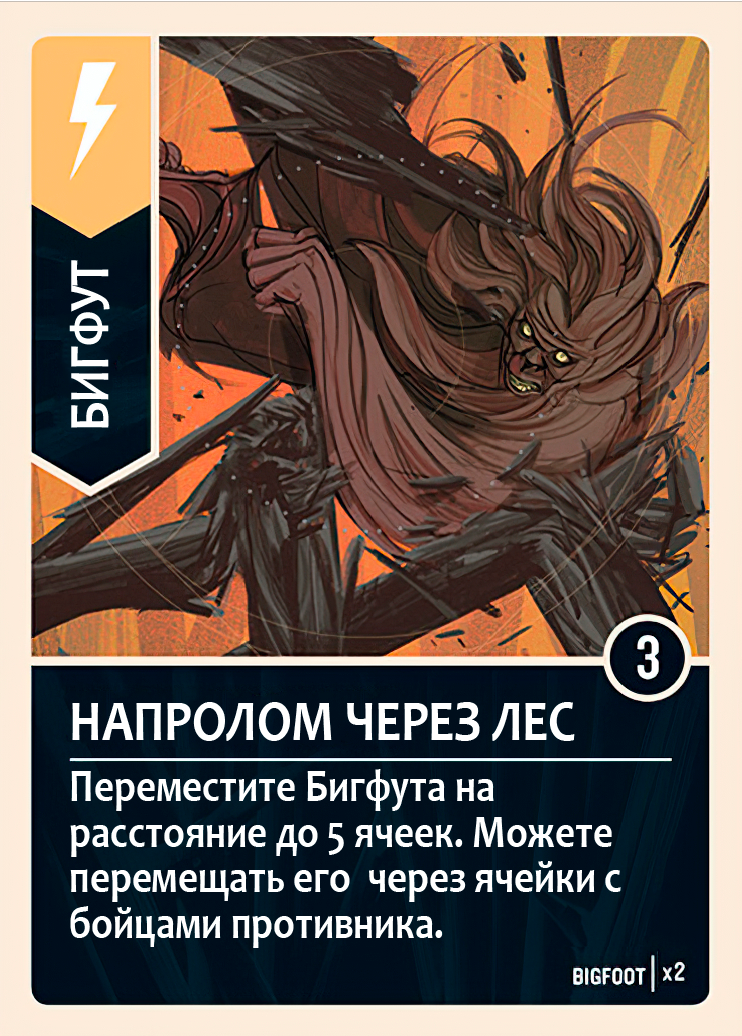 БИГФУТ
3
НАПРОЛОМ ЧЕРЕЗ ЛЕС
Переместите Бигфута на
расстояние до 5 ячеек. Можете
перемещать его  через ячейки с
бойцами противника.
BIGFOOT | x2